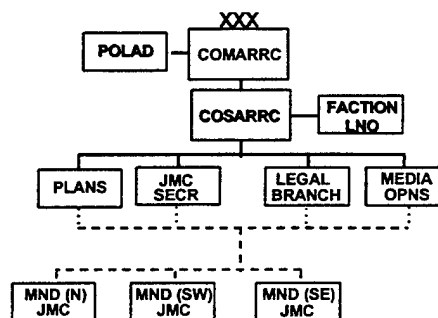 XXX
POLAD
COMARRC
COSARRC
FACTION
LNO
PLANS
JMC
SECR
LEGAL
BRANCH
MEDIA
OPNS
MND (N)
JMC
MND (SW)
JMC
MND (SE)
JMC